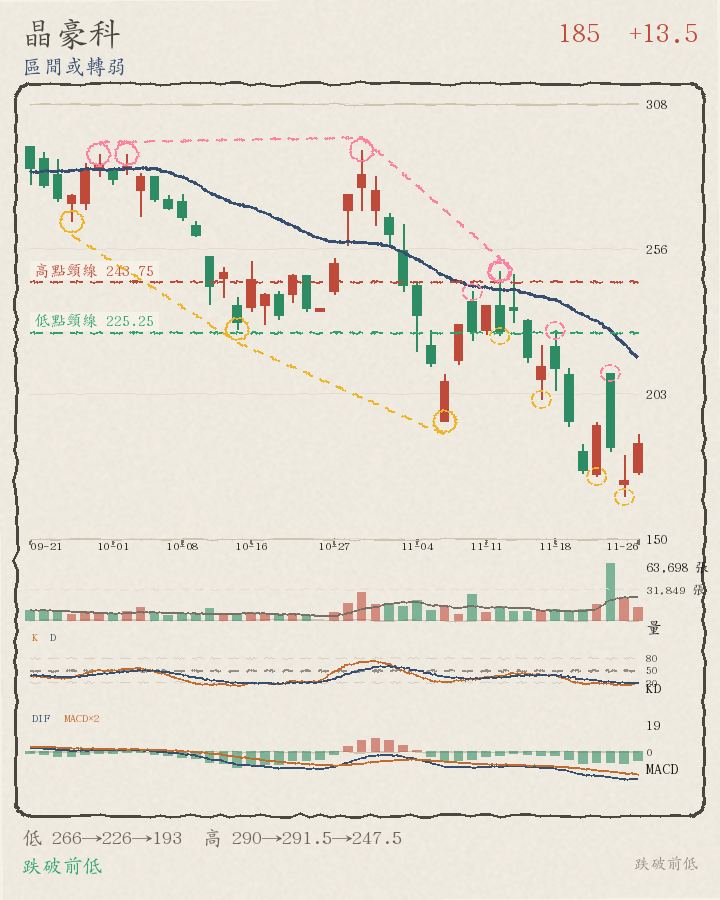 晶豪科
185 +13.5
區間或轉弱
308
256
高點頸線 243.75
低點頸線 225.25
203
150
09-21 10-01 10-08 10-16 10-27 11-04 11-11 11-18 11-26
63,698 張
31,849 張
量
K D
80
50
20
KD
DIF MACD×2
19
0
MACD
低 266→226→193 高 290→291.5→247.5
跌破前低
跌破前低